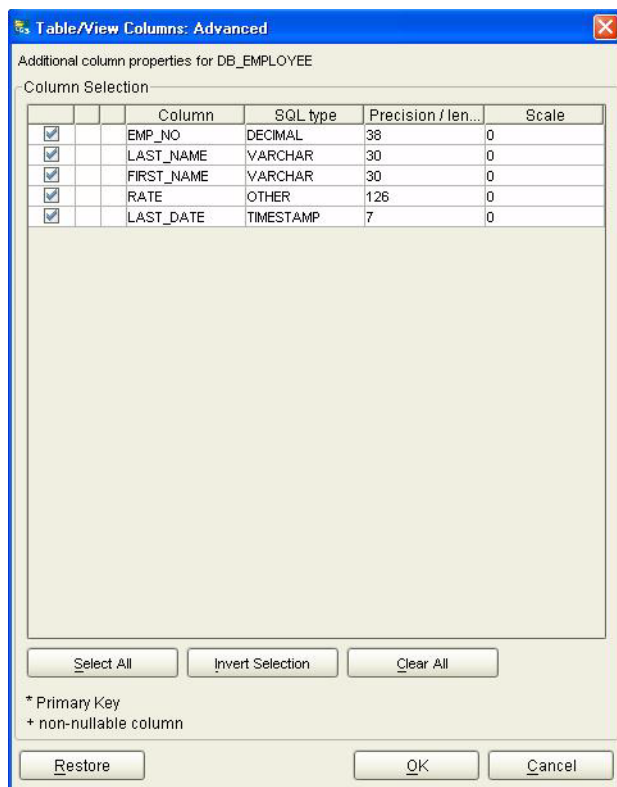 Table/View Columns: Advanced
Additional column properties for DB_EMPLOYEE
Column Selection
Column SQL type Precision / len... Scale
EMP_NO DECIMAL 38 0
LAST_NAME VARCHAR 30 0
FIRST_NAME VARCHAR 30 0
RATE OTHER 126 0
LAST_DATE TIMESTAMP 7 0
Select All Invert Selection Clear All
* Primary Key
+ non-nullable column
Restore OK Cancel